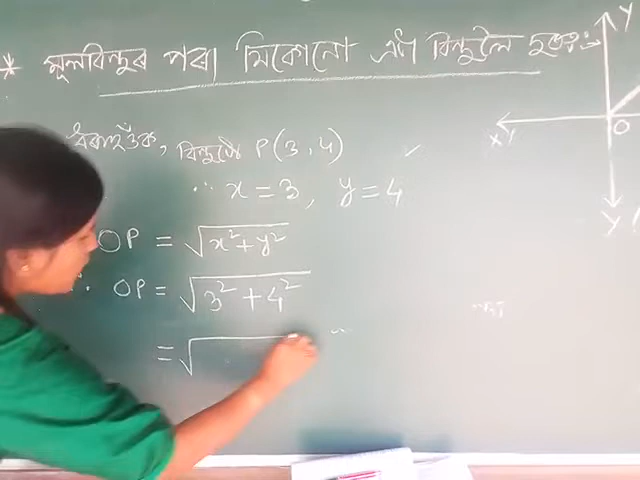 * মূলবিন্দুৰ পৰা যিকোনো এটা বিন্দুলৈ দূৰত্ব :->
ধৰাহওঁক, বিন্দুটো P(3, 4)
∴ x = 3, y = 4
OP = √x²+y²
∴ OP = √3² + 4²
= √
Y
X'
O
Y'